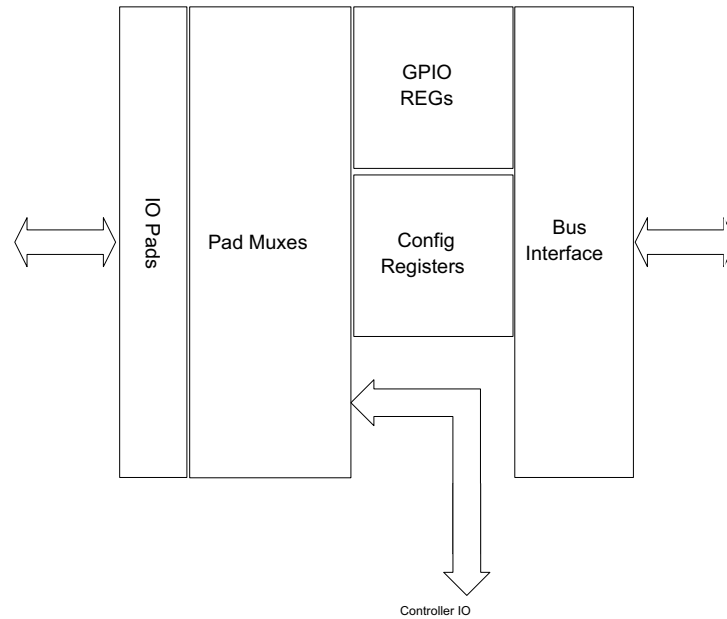 GPIO
REGs
IO Pads
Pad Muxes
Config
Registers
Bus
Interface
Controller IO